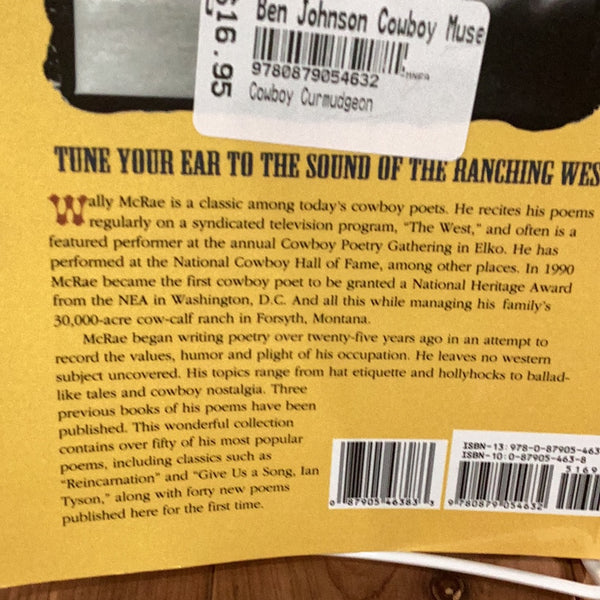 $16.95
Ben Johnson Cowboy Muse
9780879054632
Cowboy Curmudgeon
TUNE YOUR EAR TO THE SOUND OF THE RANCHING WES
Wally McRae is a classic among today's cowboy poets. He recites his poems
regularly on a syndicated television program, "The West," and often is a
featured performer at the annual Cowboy Poetry Gathering in Elko. He has
performed at the National Cowboy Hall of Fame, among other places. In 1990
McRae became the first cowboy poet to be granted a National Heritage Award
from the NEA in Washington, D.C. And all this while managing his family's
30,000-acre cow-calf ranch in Forsyth, Montana.
McRae began writing poetry over twenty-five years ago in an attempt to
record the values, humor and plight of his occupation. He leaves no western
subject uncovered. His topics range from hat etiquette and hollyhocks to ballad-
like tales and cowboy nostalgia. Three
previous books of his poems have been
published. This wonderful collection
contains over fifty of his most popular
poems, including classics such as
"Reincarnation" and "Give Us a Song, Ian
Tyson," along with forty new poems
published here for the first time.
ISBN-13: 978-0-87905-463
ISBN-10: 0-87905-463-8
5169
0 87905 46383 3
9 780879 054632